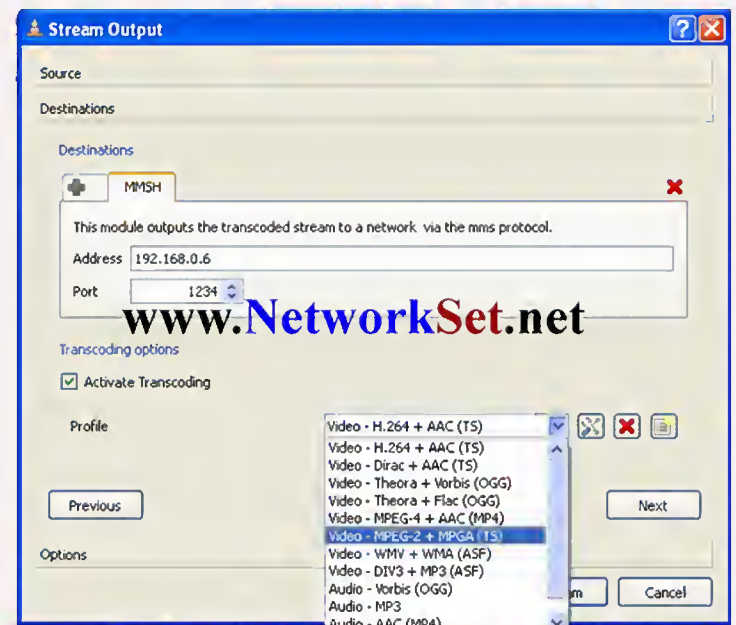 Stream Output
Source
Destinations
Destinations
MMSH
This module outputs the transcoded stream to a network via the mms protocol.
Address 192.168.0.6
Port 1234
www.NetworkSet.net
Transcoding options
Activate Transcoding
Profile Video - H.264 + AAC (TS)
Video - H.264 + AAC (TS)
Video - Dirac + AAC (TS)
Video - Theora + Vorbis (OGG)
Video - Theora + Flac (OGG)
Video - MPEG-4 + AAC (MP4)
Video - MPEG-2 + MPGA (TS)
Video - WMV + WMA (ASF)
Video - DIV3 + MP3 (ASF)
Audio - Vorbis (OGG)
Audio - MP3
Audio - AAC (MP4)
Previous Next
Options
Cancel